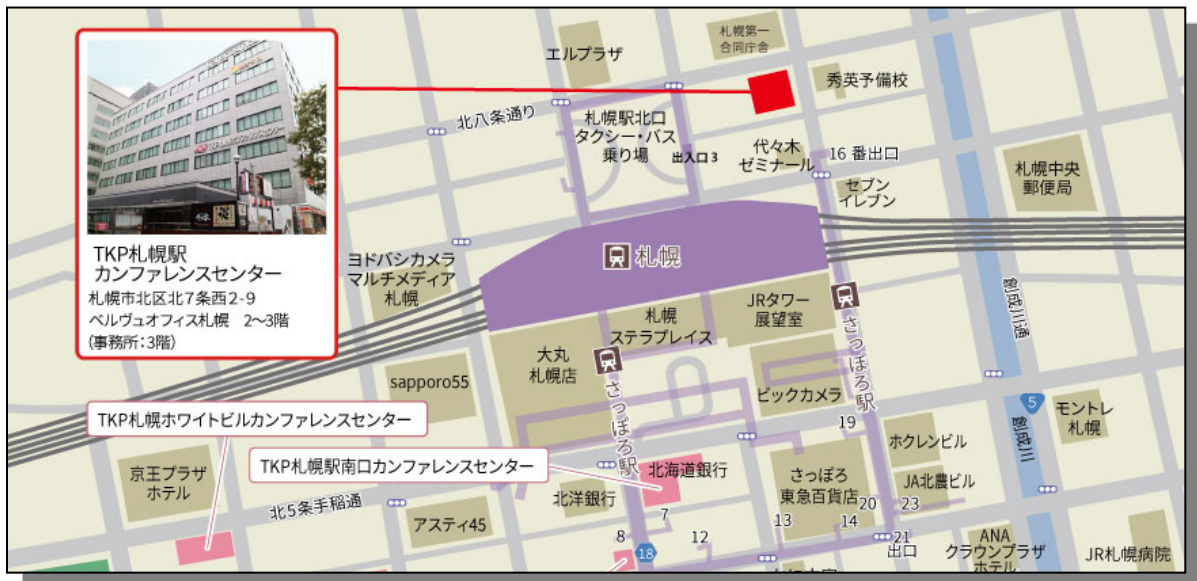 TKP札幌駅
カンファレンスセンター
札幌市北区北7条西2-9
ベルヴュオフィス札幌 2～3階
(事務所:3階)
エルプラザ
札幌第一
合同庁舎
秀英予備校
北八条通り
札幌駅北口
タクシー・バス
乗り場
出入口3
代々木
ゼミナール
16 番出口
セブン
イレブン
札幌中央
郵便局
札幌
ヨドバシカメラ
マルチメディア
札幌
札幌
ステラプレイス
JRタワー
展望室
創成川通
大丸
札幌店
さっぽろ駅
さっぽろ駅
sapporo55
ビックカメラ
19
5
創成川
モントレ
札幌
TKP札幌ホワイトビルカンファレンスセンター
TKP札幌駅南口カンファレンスセンター
北海道銀行
ホクレンビル
京王プラザ
ホテル
北5条手稲通
北洋銀行
アスティ45
さっぽろ
東急百貨店
JA北農ビル
7
8
12
13
14
20
23
21
出口
18
ANA
クラウンプラザ
ホテル
JR札幌病院